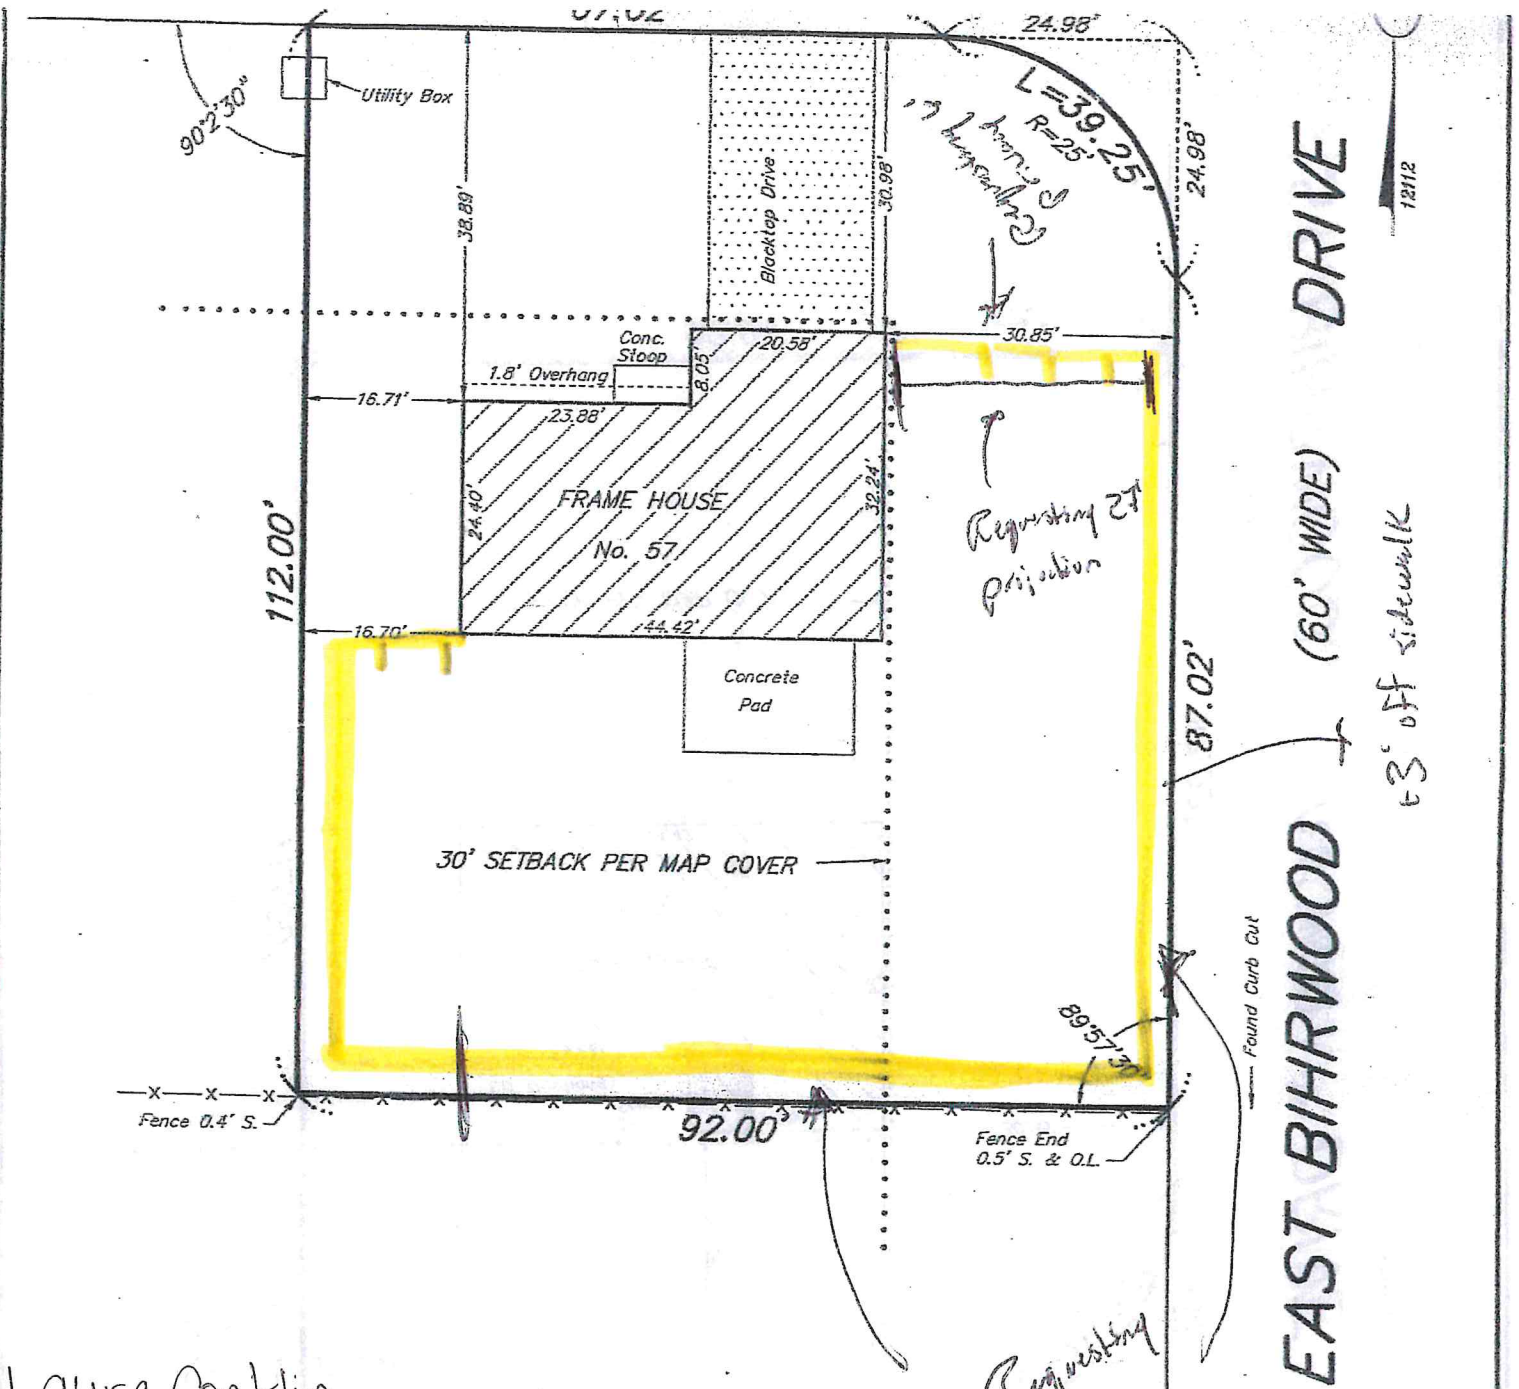 24.98'
L=39.25'
R=25'
24.98'
90°2'30"
Utility Box
38.89'
Blacktop Drive
30.98'
Requesting
12112
DRIVE
Conc.
Stoop
20.58'
30.85'
8.05'
1.8' Overhang
16.71'
23.88'
24.40'
FRAME HOUSE
No. 57
32.24'
Requesting
projection
112.00'
(60' WIDE)
±3' off sidewalk
16.70'
44.42'
Concrete
Pad
87.02'
30' SETBACK PER MAP COVER
EAST BIHRWOOD
Found Curb Cut
89°57'30"
Fence 0.4' S.
92.00'
Fence End
0.5' S. & O.L.
Requesting